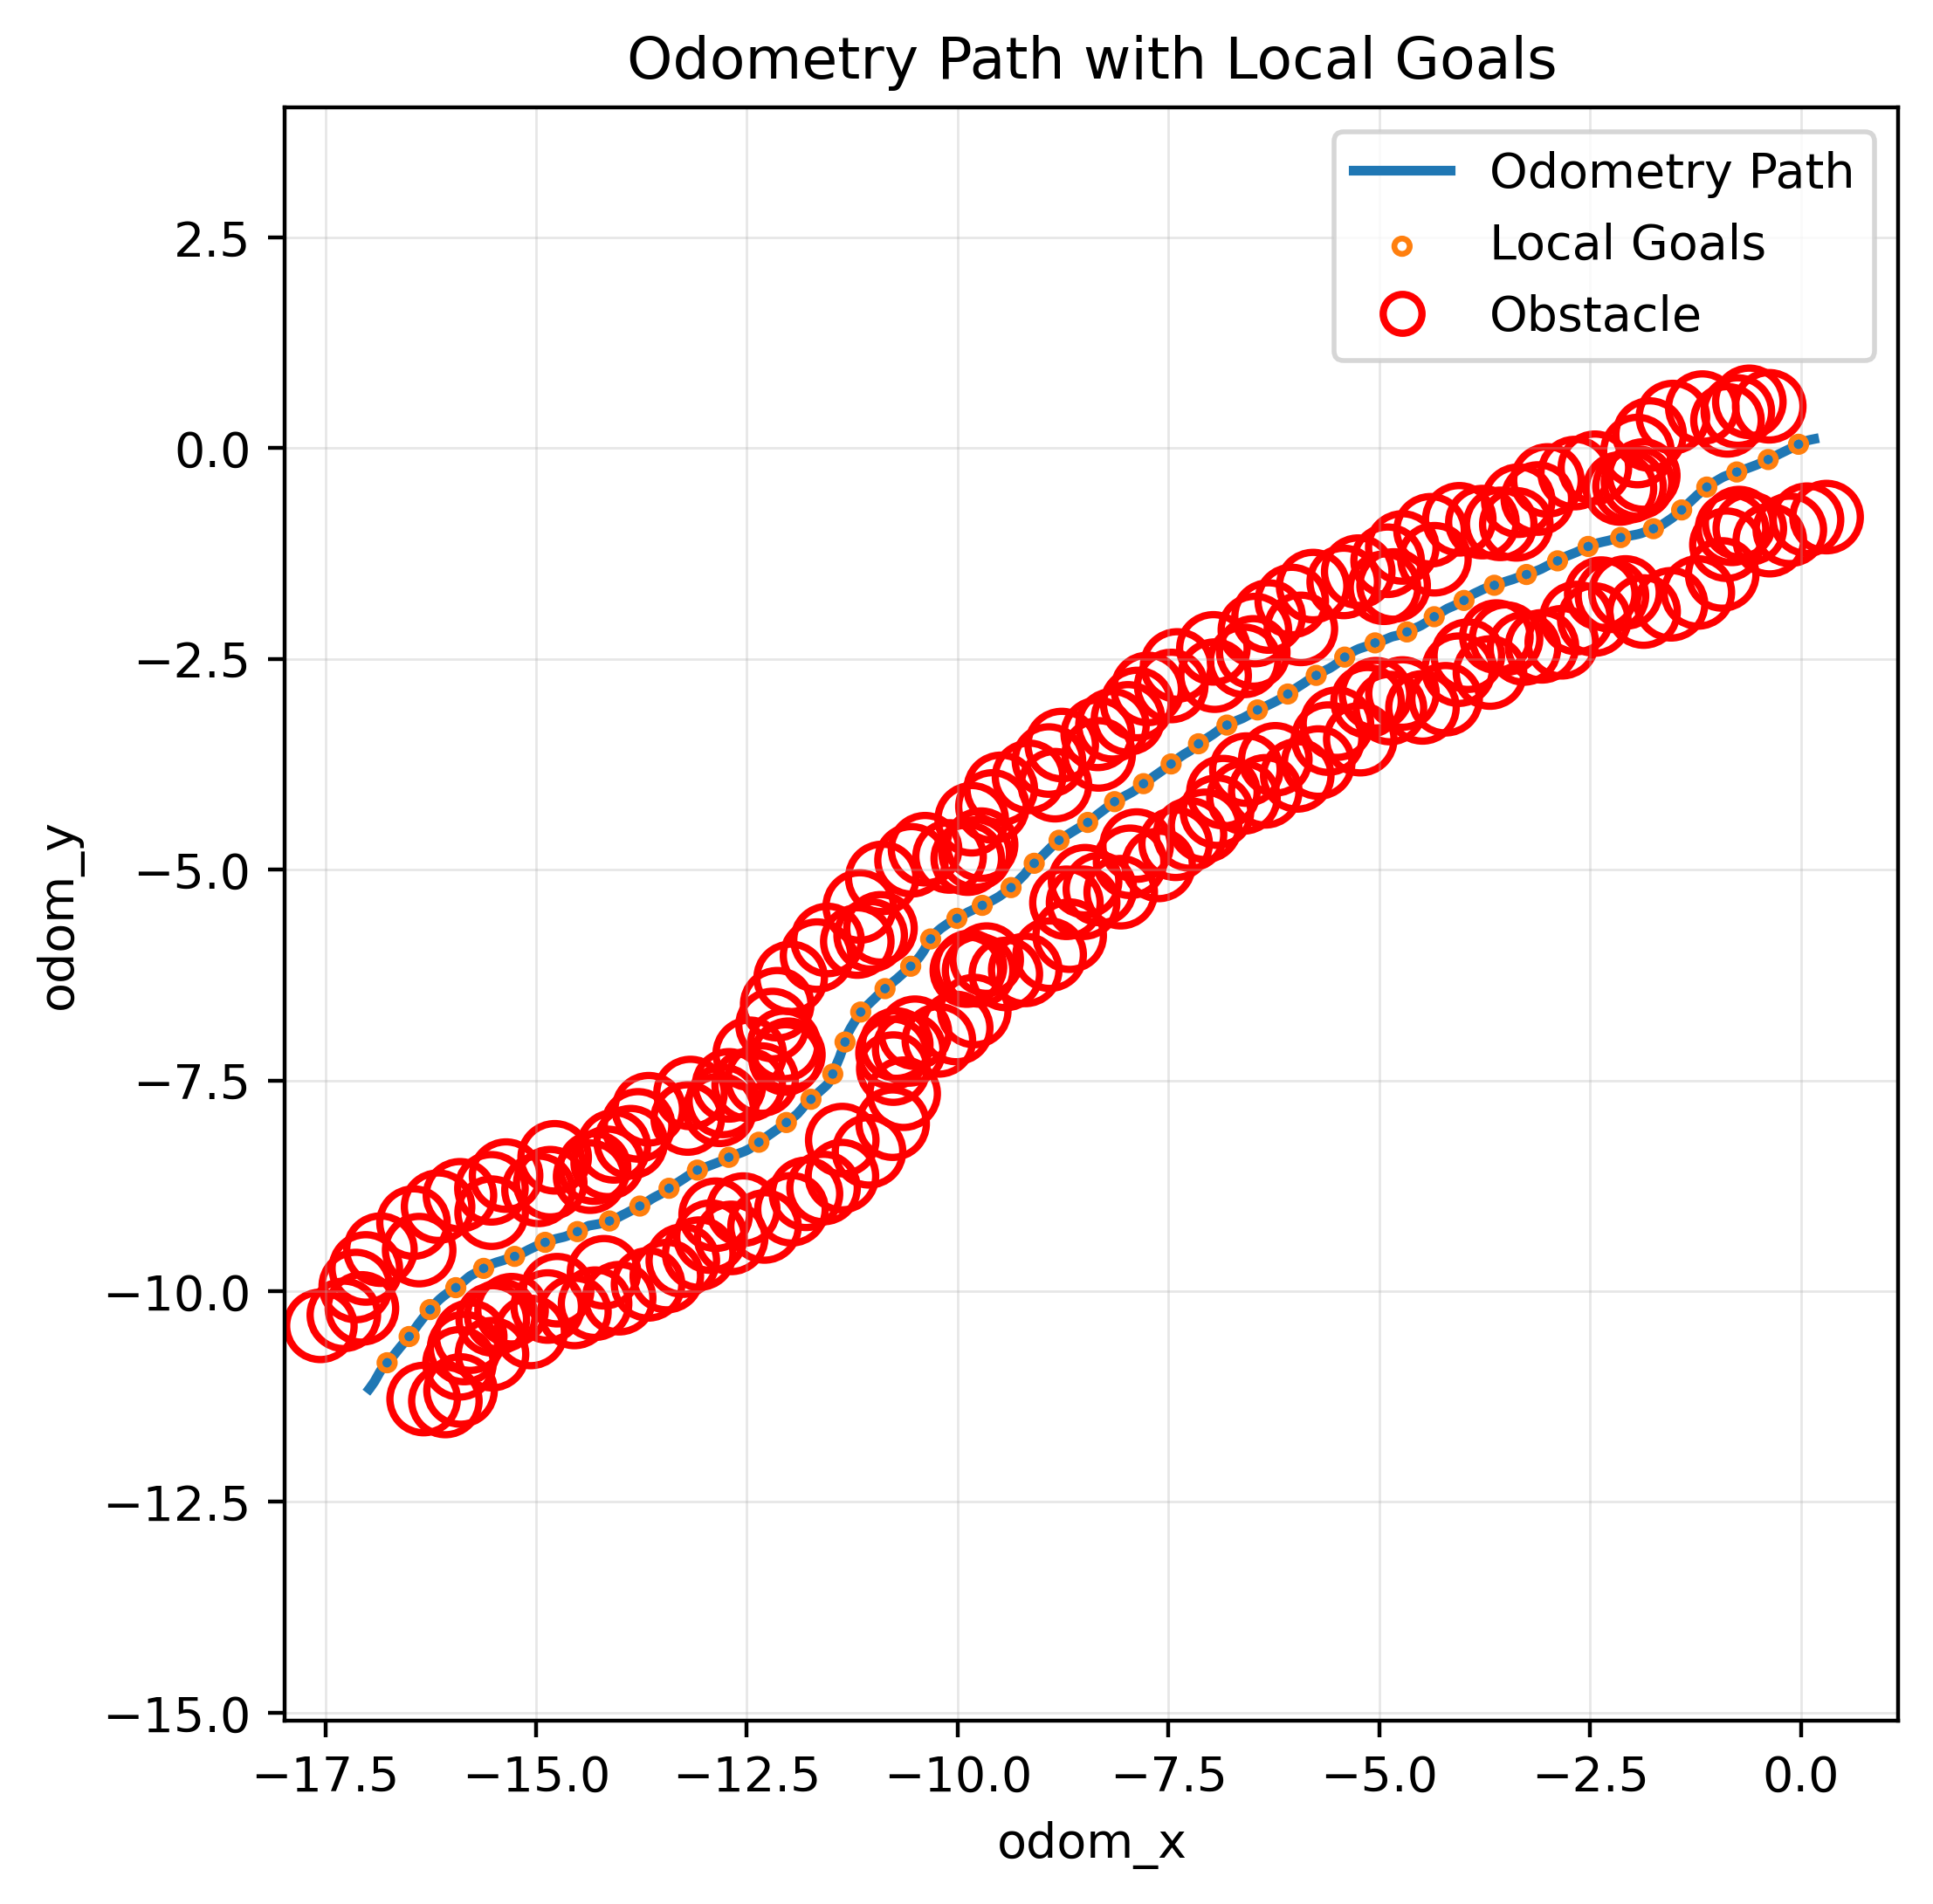 Odometry Path with Local Goals
Odometry Path
Local Goals
Obstacle
2.5
0.0
−2.5
−5.0
−7.5
−10.0
−12.5
−15.0
odom_y
−17.5 −15.0 −12.5 −10.0 −7.5 −5.0 −2.5 0.0
odom_x